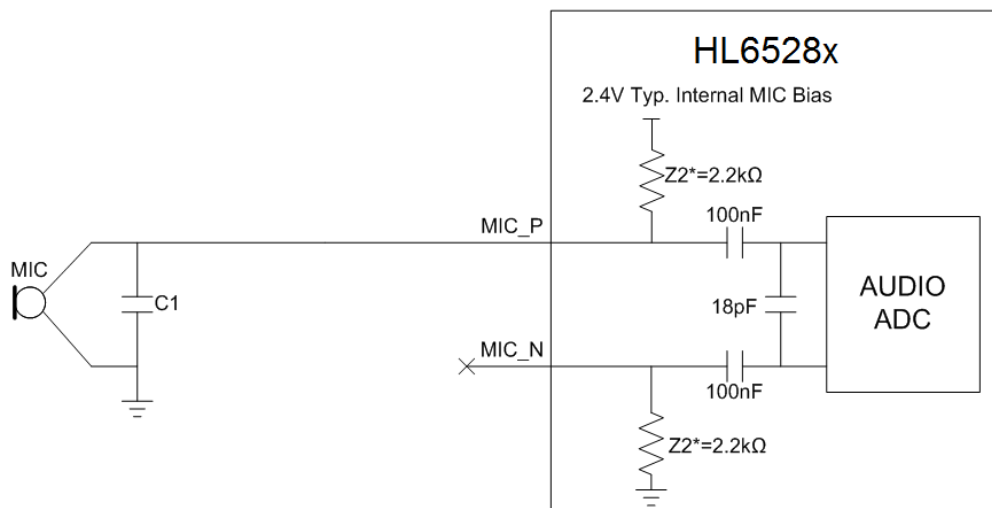 HL6528x
2.4V Typ. Internal MIC Bias
Z2*=2.2kΩ
100nF
MIC_P
MIC
C1
18pF
AUDIO
ADC
MIC_N
100nF
Z2*=2.2kΩ